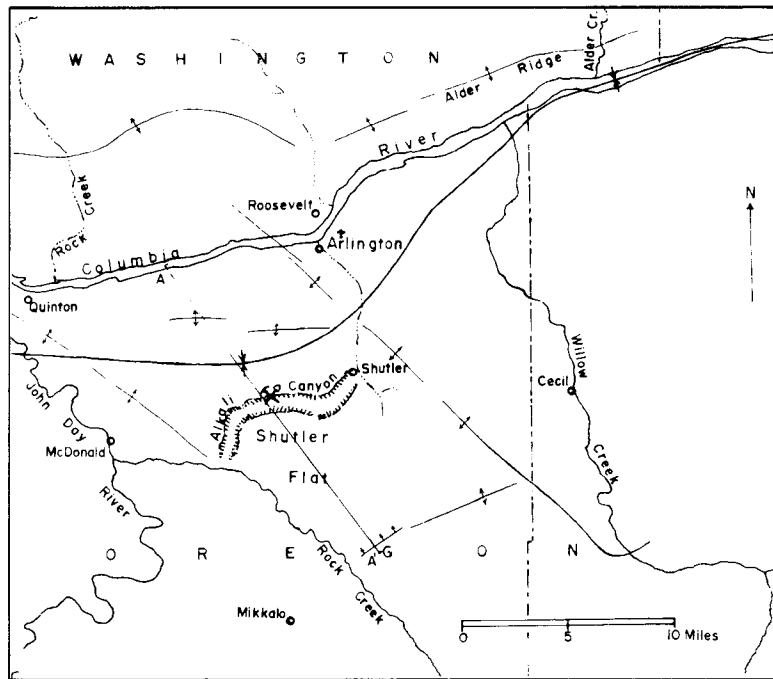 WASHINGTON
Alder Cr.
Alder Ridge
River
Rock Creek
Roosevelt
N
Columbia
Arlington
A
Quinton
Willow Creek
Alkali Canyon
Shutler
Cecil
John Day River
McDonald
Shutler Flat
OREGON
A'
Rock Creek
Mikkalo
0 5 10 Miles